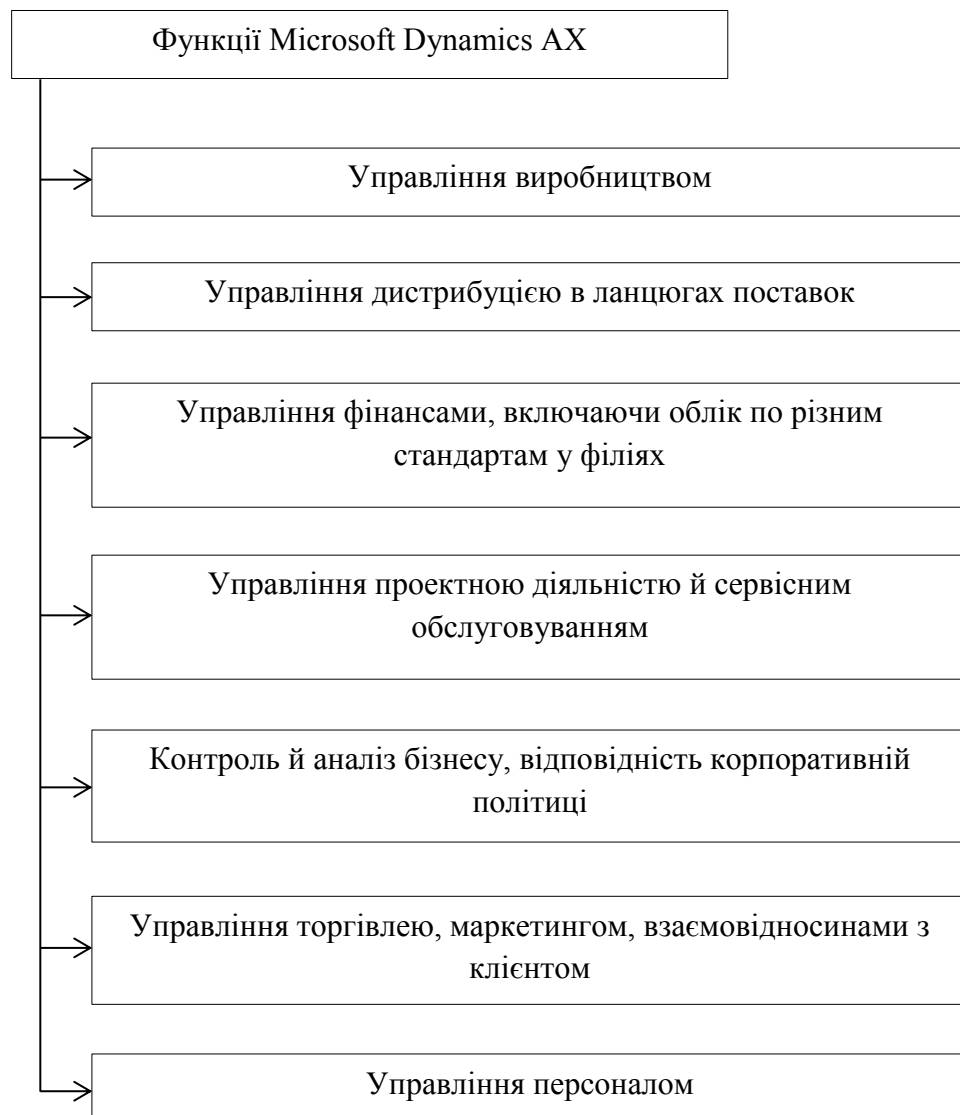 Функції Microsoft Dynamics AX
Управління виробництвом
Управління дистрибуцією в ланцюгах поставок
Управління фінансами, включаючи облік по різним
стандартам у філіях
Управління проектною діяльністю й сервісним
обслуговуванням
Контроль й аналіз бізнесу, відповідність корпоративній
політиці
Управління торгівлею, маркетингом, взаємовідносинами з
клієнтом
Управління персоналом